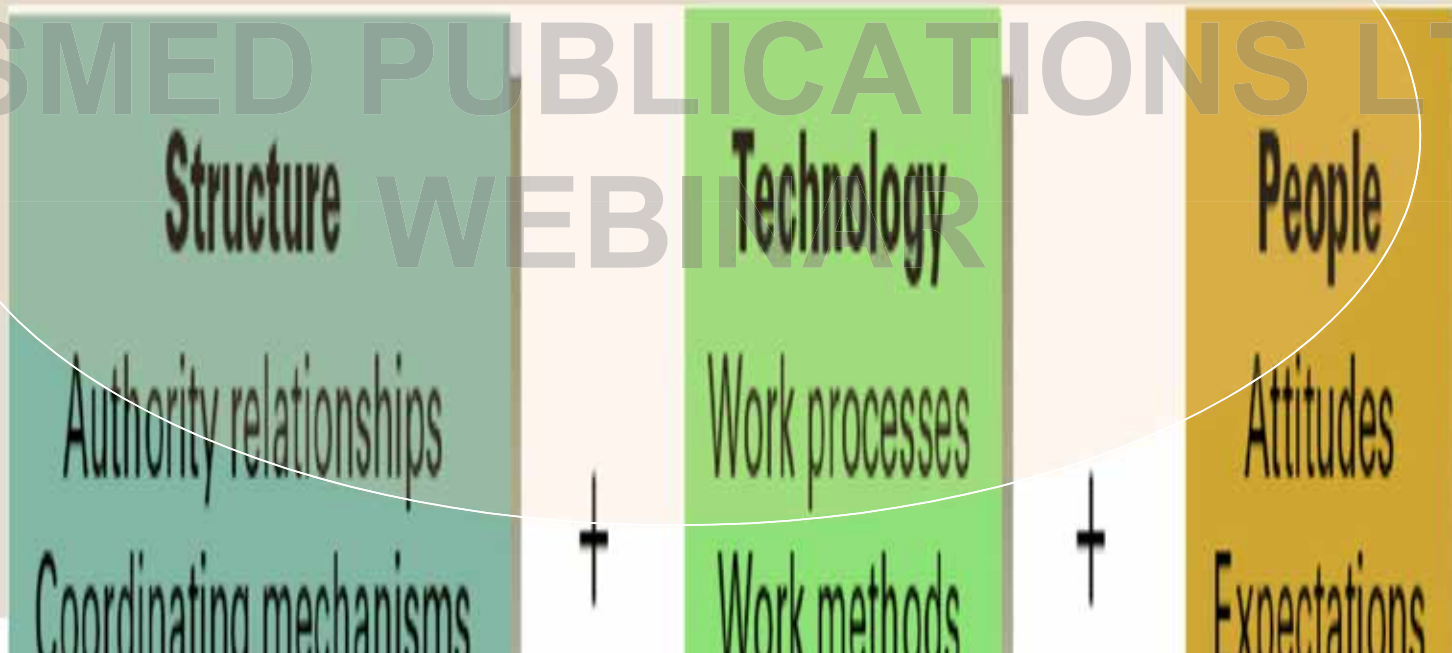 SMED PUBLICATIONS LT
WEBINAR
Structure
Authority relationships
Coordinating mechanisms
+
Technology
Work processes
Work methods
+
People
Attitudes
Expectations